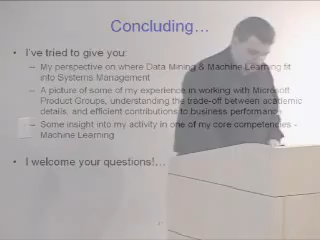 Concluding…
• I've tried to give you:
– My perspective on where Data Mining & Machine Learning fit
into Systems Management
– A picture of some of my experience in working with Microsoft
Product Groups, understanding the trade-off between academic
details, and efficient contributions to business performance
– Some insight into my activity in one of my core competencies -
Machine Learning
• I welcome your questions!…